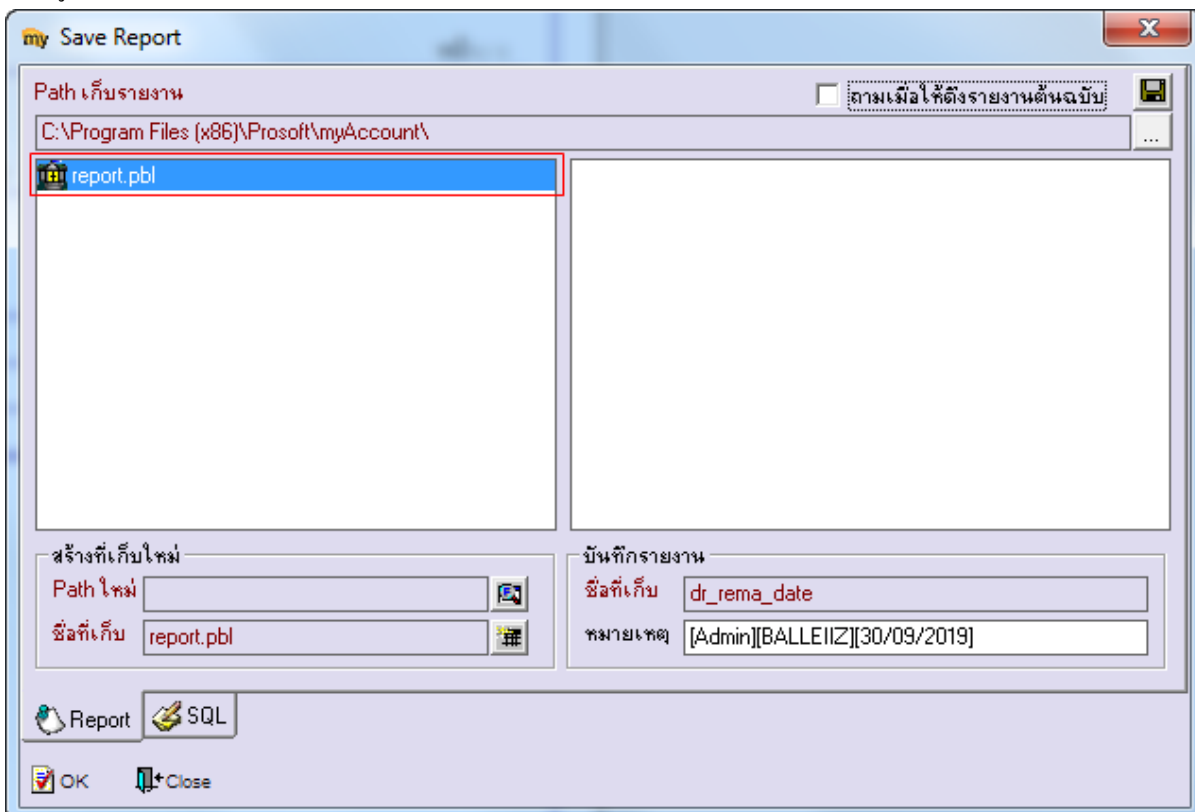 my Save Report
Path เก็บรายงาน
ถามเมื่อให้ดึงรายงานต้นฉบับ
C:\Program Files (x86)\Prosoft\myAccount\
...
report.pbl
สร้างที่เก็บใหม่
Path ใหม่
ชื่อที่เก็บ report.pbl
บันทึกรายงาน
ชื่อที่เก็บ dr_rema_date
หมายเหตุ [Admin][BALLEIIZ][30/09/2019]
Report SQL
OK Close